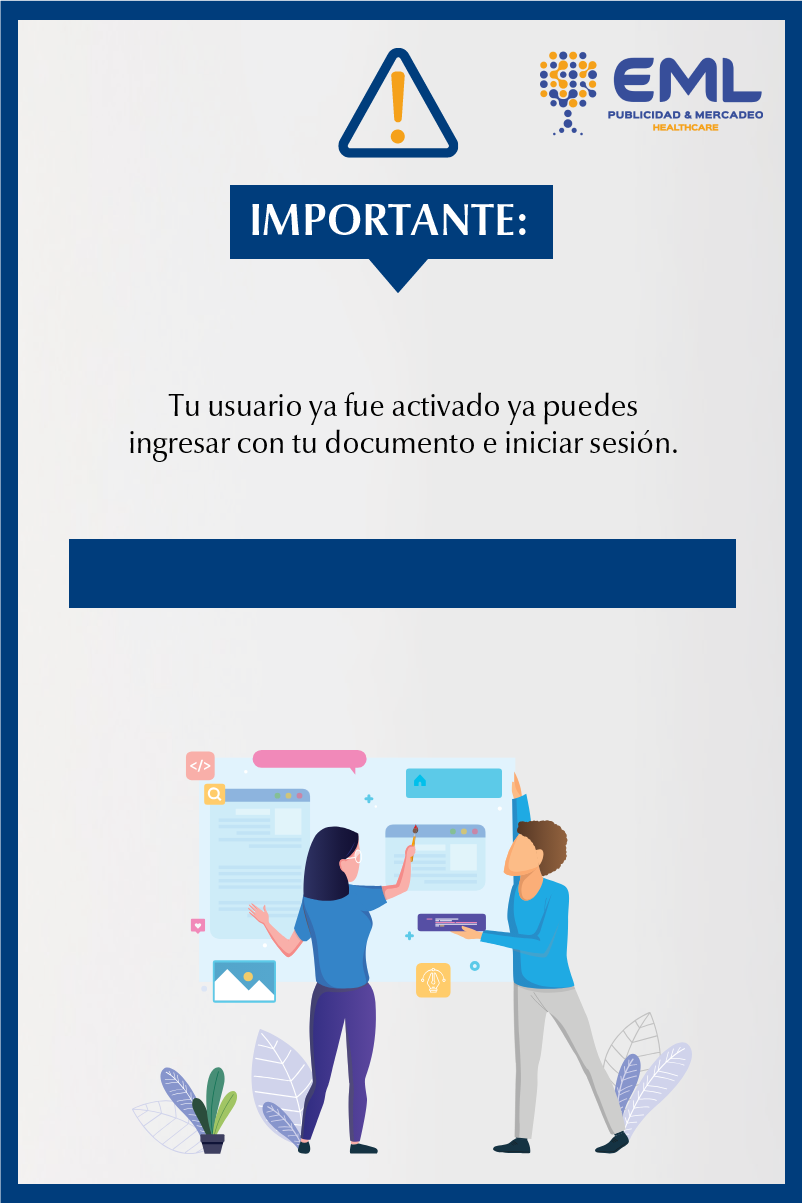 EML
PUBLICIDAD & MERCADEO
HEALTHCARE
IMPORTANTE:
Tu usuario ya fue activado ya puedes
ingresar con tu documento e iniciar sesión.
</>